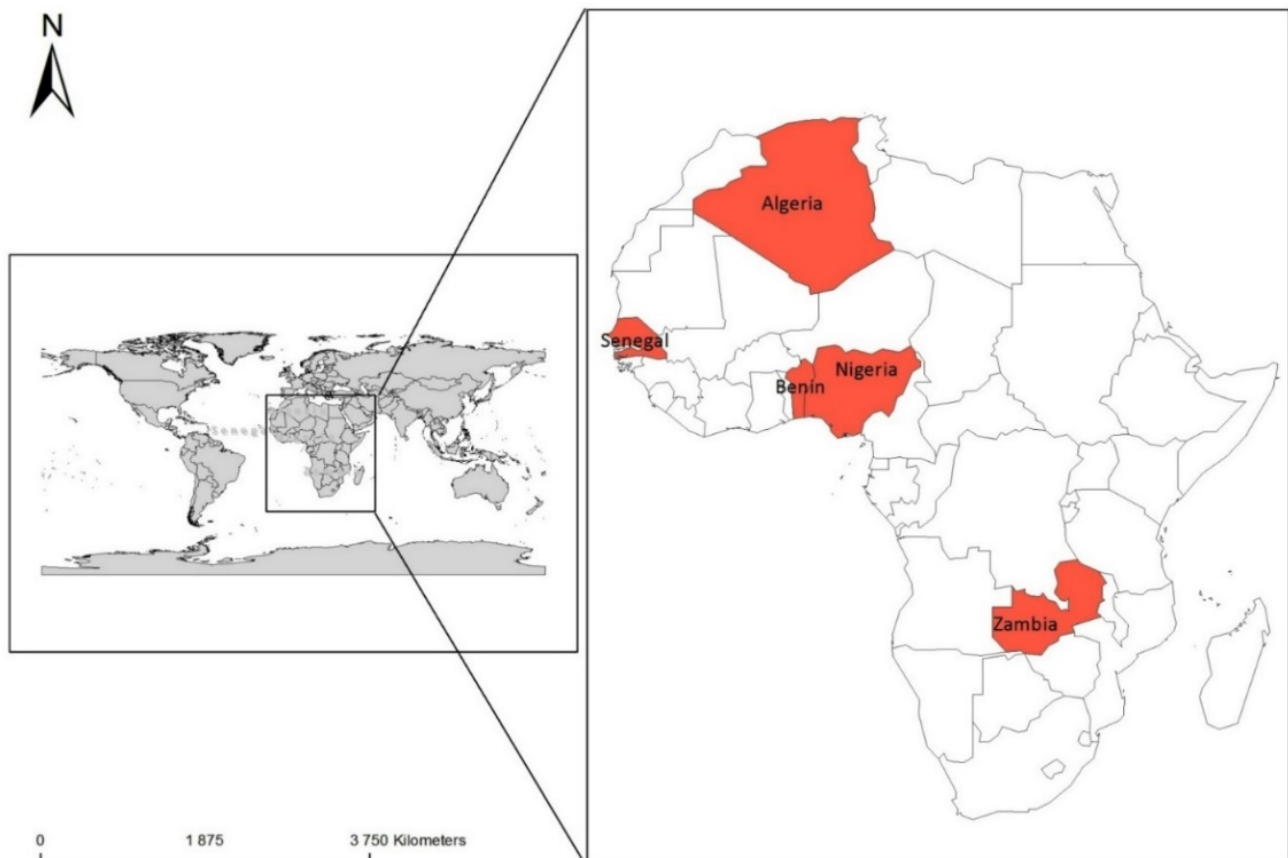 N
Algeria
Senegal
Benin
Nigeria
Zambia
0 1 875 3 750 Kilometers